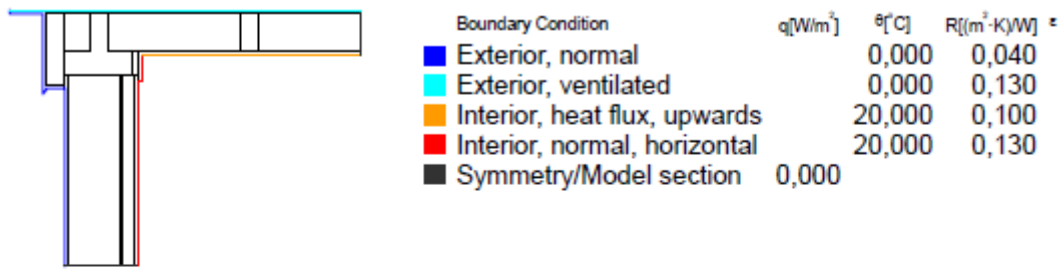 Boundary Condition q[W/m²] θ[°C] R[(m²·K)/W] ε
Exterior, normal 0,000 0,040
Exterior, ventilated 0,000 0,130
Interior, heat flux, upwards 20,000 0,100
Interior, normal, horizontal 20,000 0,130
Symmetry/Model section 0,000